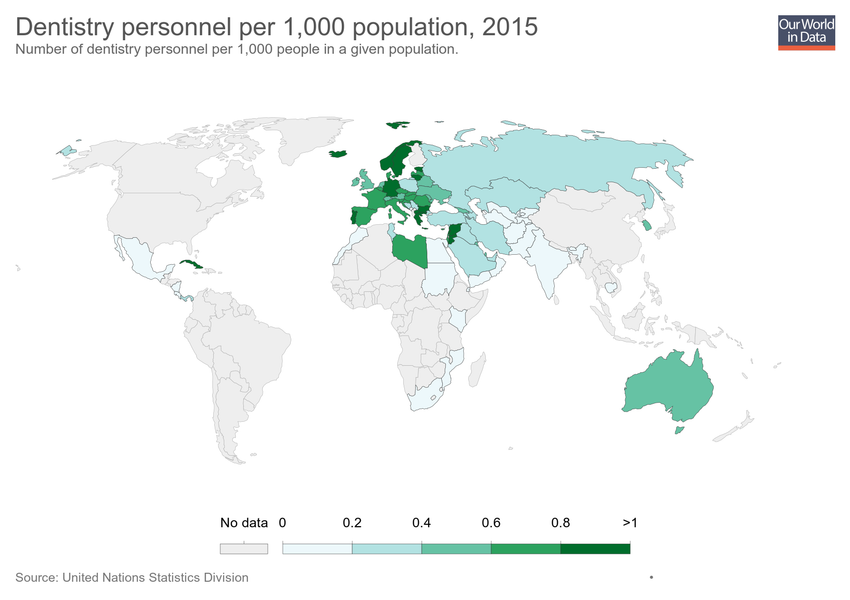 Dentistry personnel per 1,000 population, 2015
Number of dentistry personnel per 1,000 people in a given population.
Our World
in Data
No data 0 0.2 0.4 0.6 0.8 >1
Source: United Nations Statistics Division